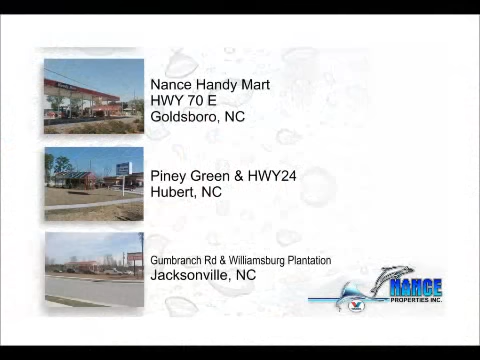 Nance Handy Mart
HWY 70 E
Goldsboro, NC
Piney Green & HWY24
Hubert, NC
Gumbranch Rd & Williamsburg Plantation
Jacksonville, NC
NANCE
PROPERTIES INC.